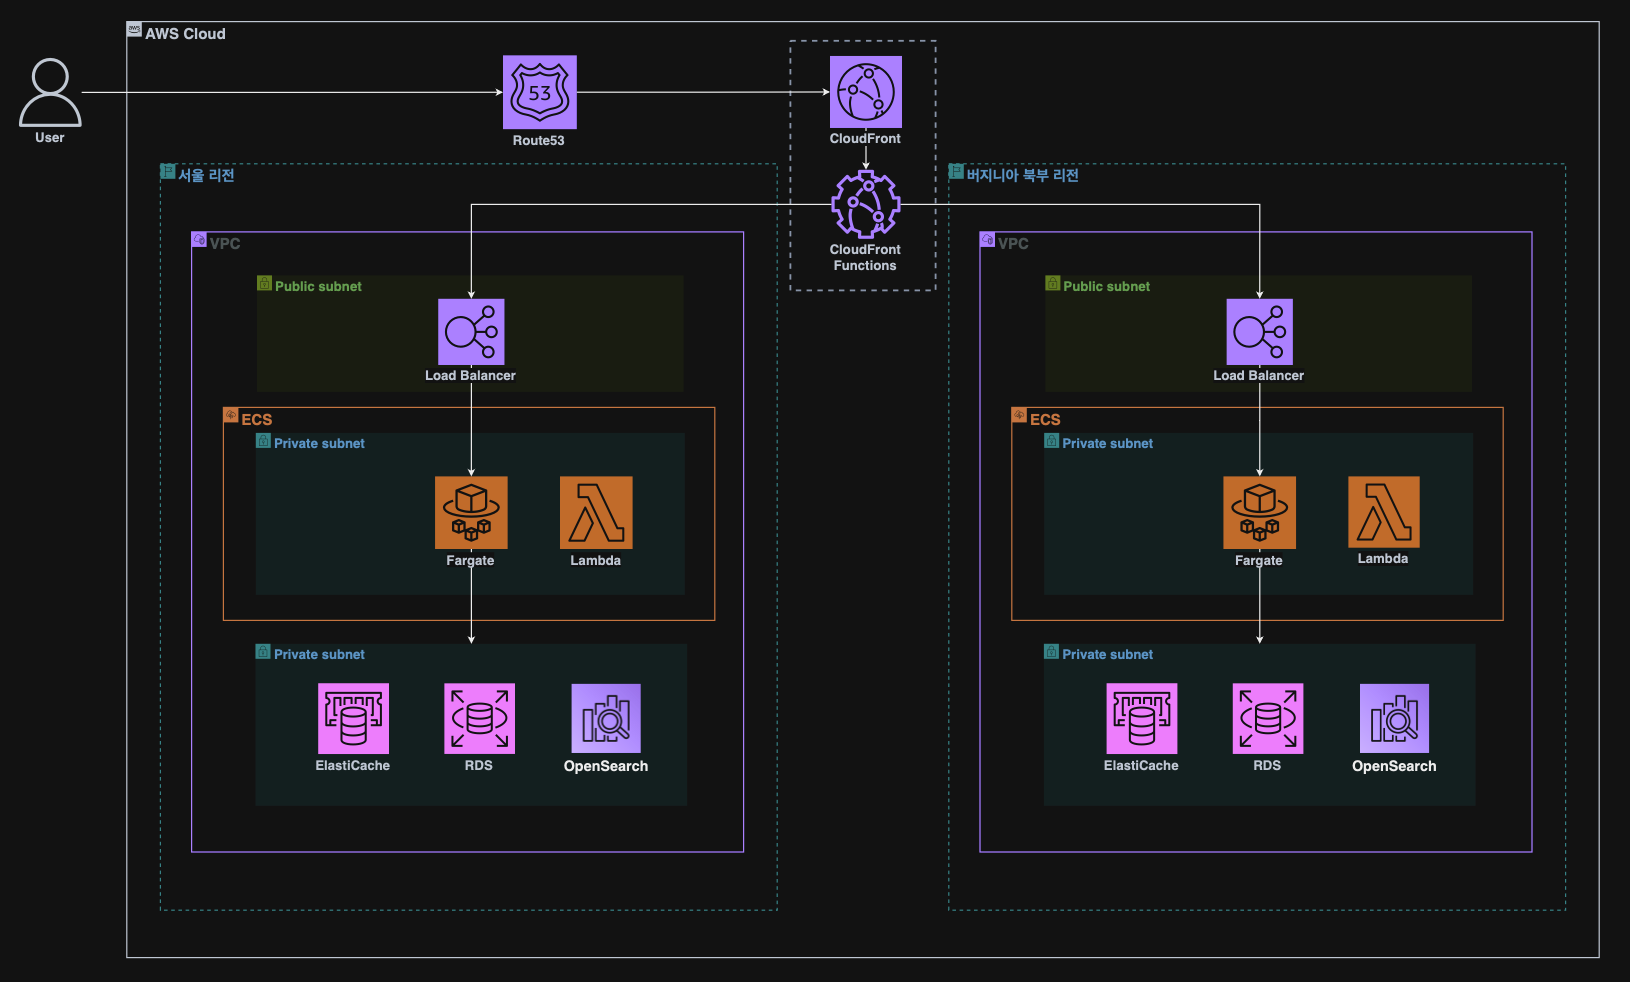 aws
AWS Cloud
User
53
Route53
CloudFront
CloudFront
Functions
서울 리전
VPC
Public subnet
Load Balancer
ECS
Private subnet
Fargate
Lambda
Private subnet
ElastiCache
RDS
OpenSearch
버지니아 북부 리전
VPC
Public subnet
Load Balancer
ECS
Private subnet
Fargate
Lambda
Private subnet
ElastiCache
RDS
OpenSearch